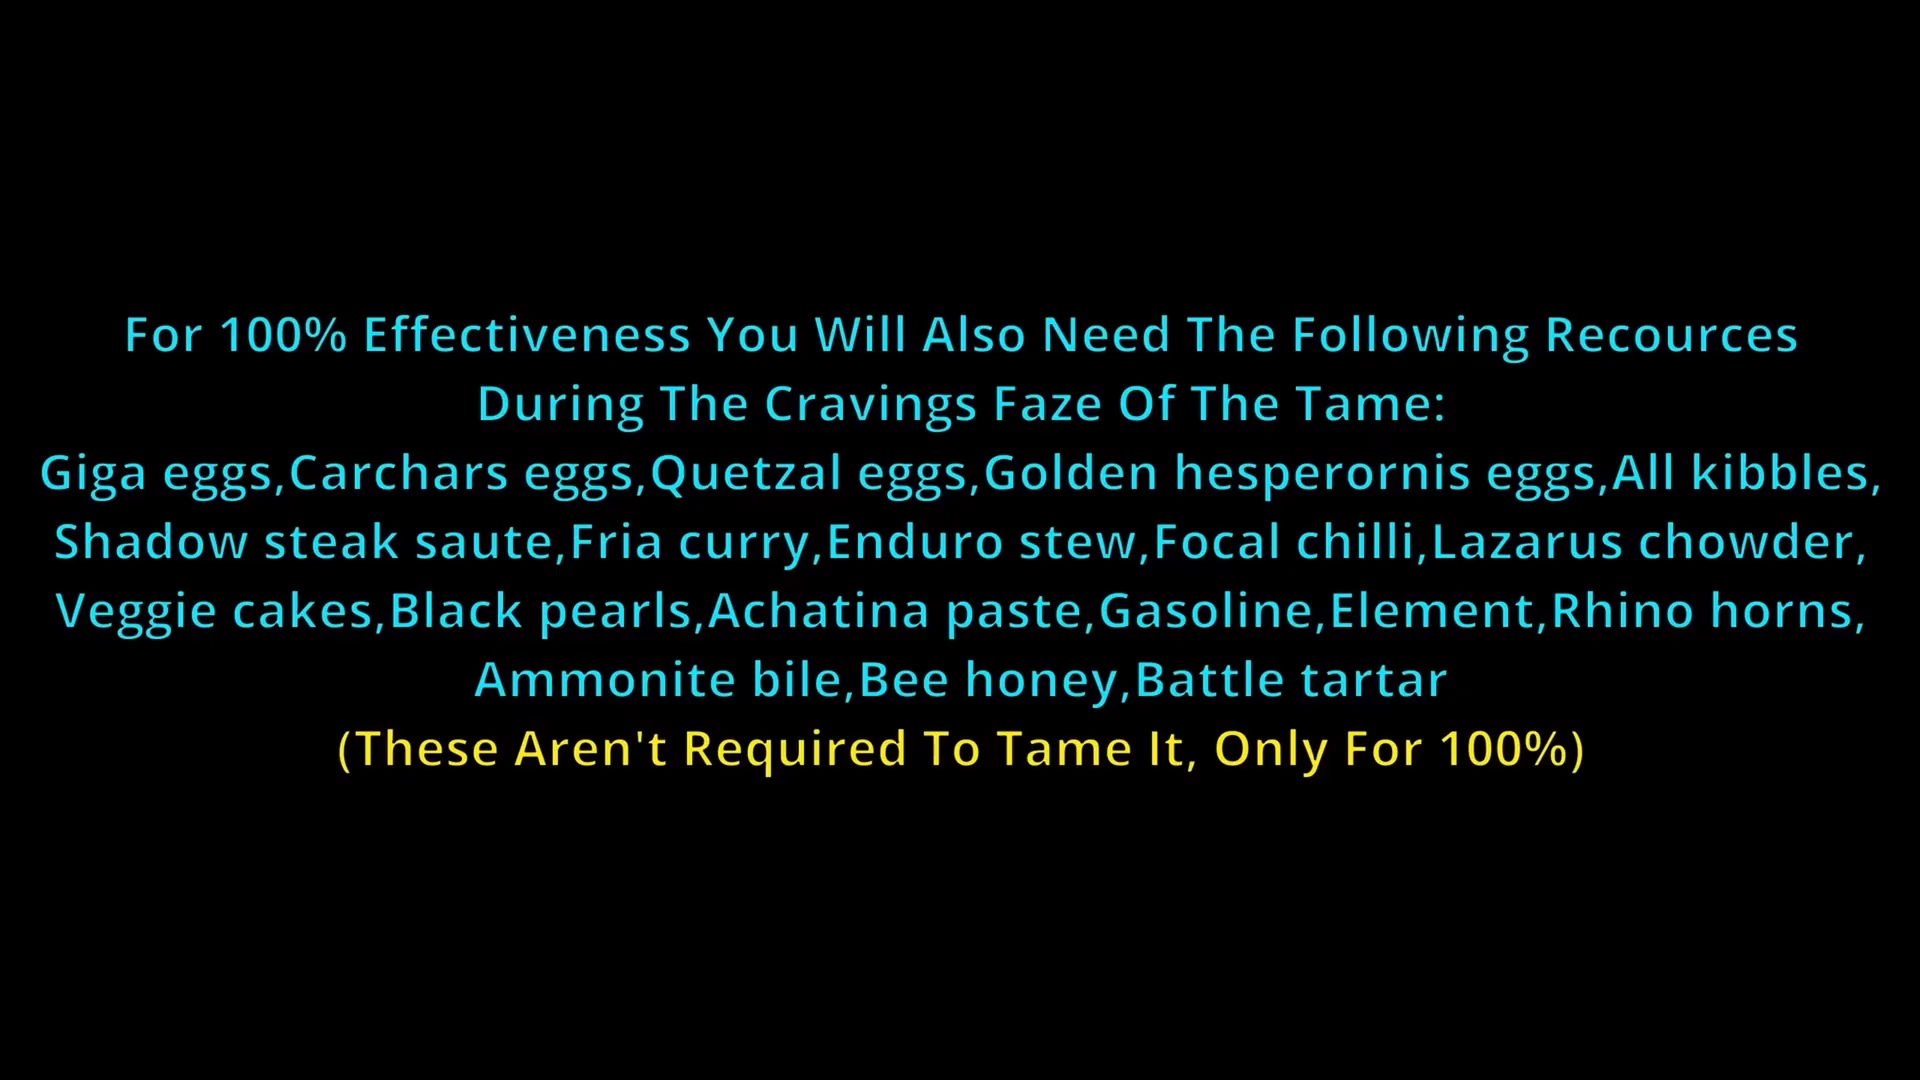 For 100% Effectiveness You Will Also Need The Following Recources
During The Cravings Faze Of The Tame:
Giga eggs,Carchars eggs,Quetzal eggs,Golden hesperornis eggs,All kibbles,
Shadow steak saute,Fria curry,Enduro stew,Focal chilli,Lazarus chowder,
Veggie cakes,Black pearls,Achatina paste,Gasoline,Element,Rhino horns,
Ammonite bile,Bee honey,Battle tartar
(These Aren't Required To Tame It, Only For 100%)